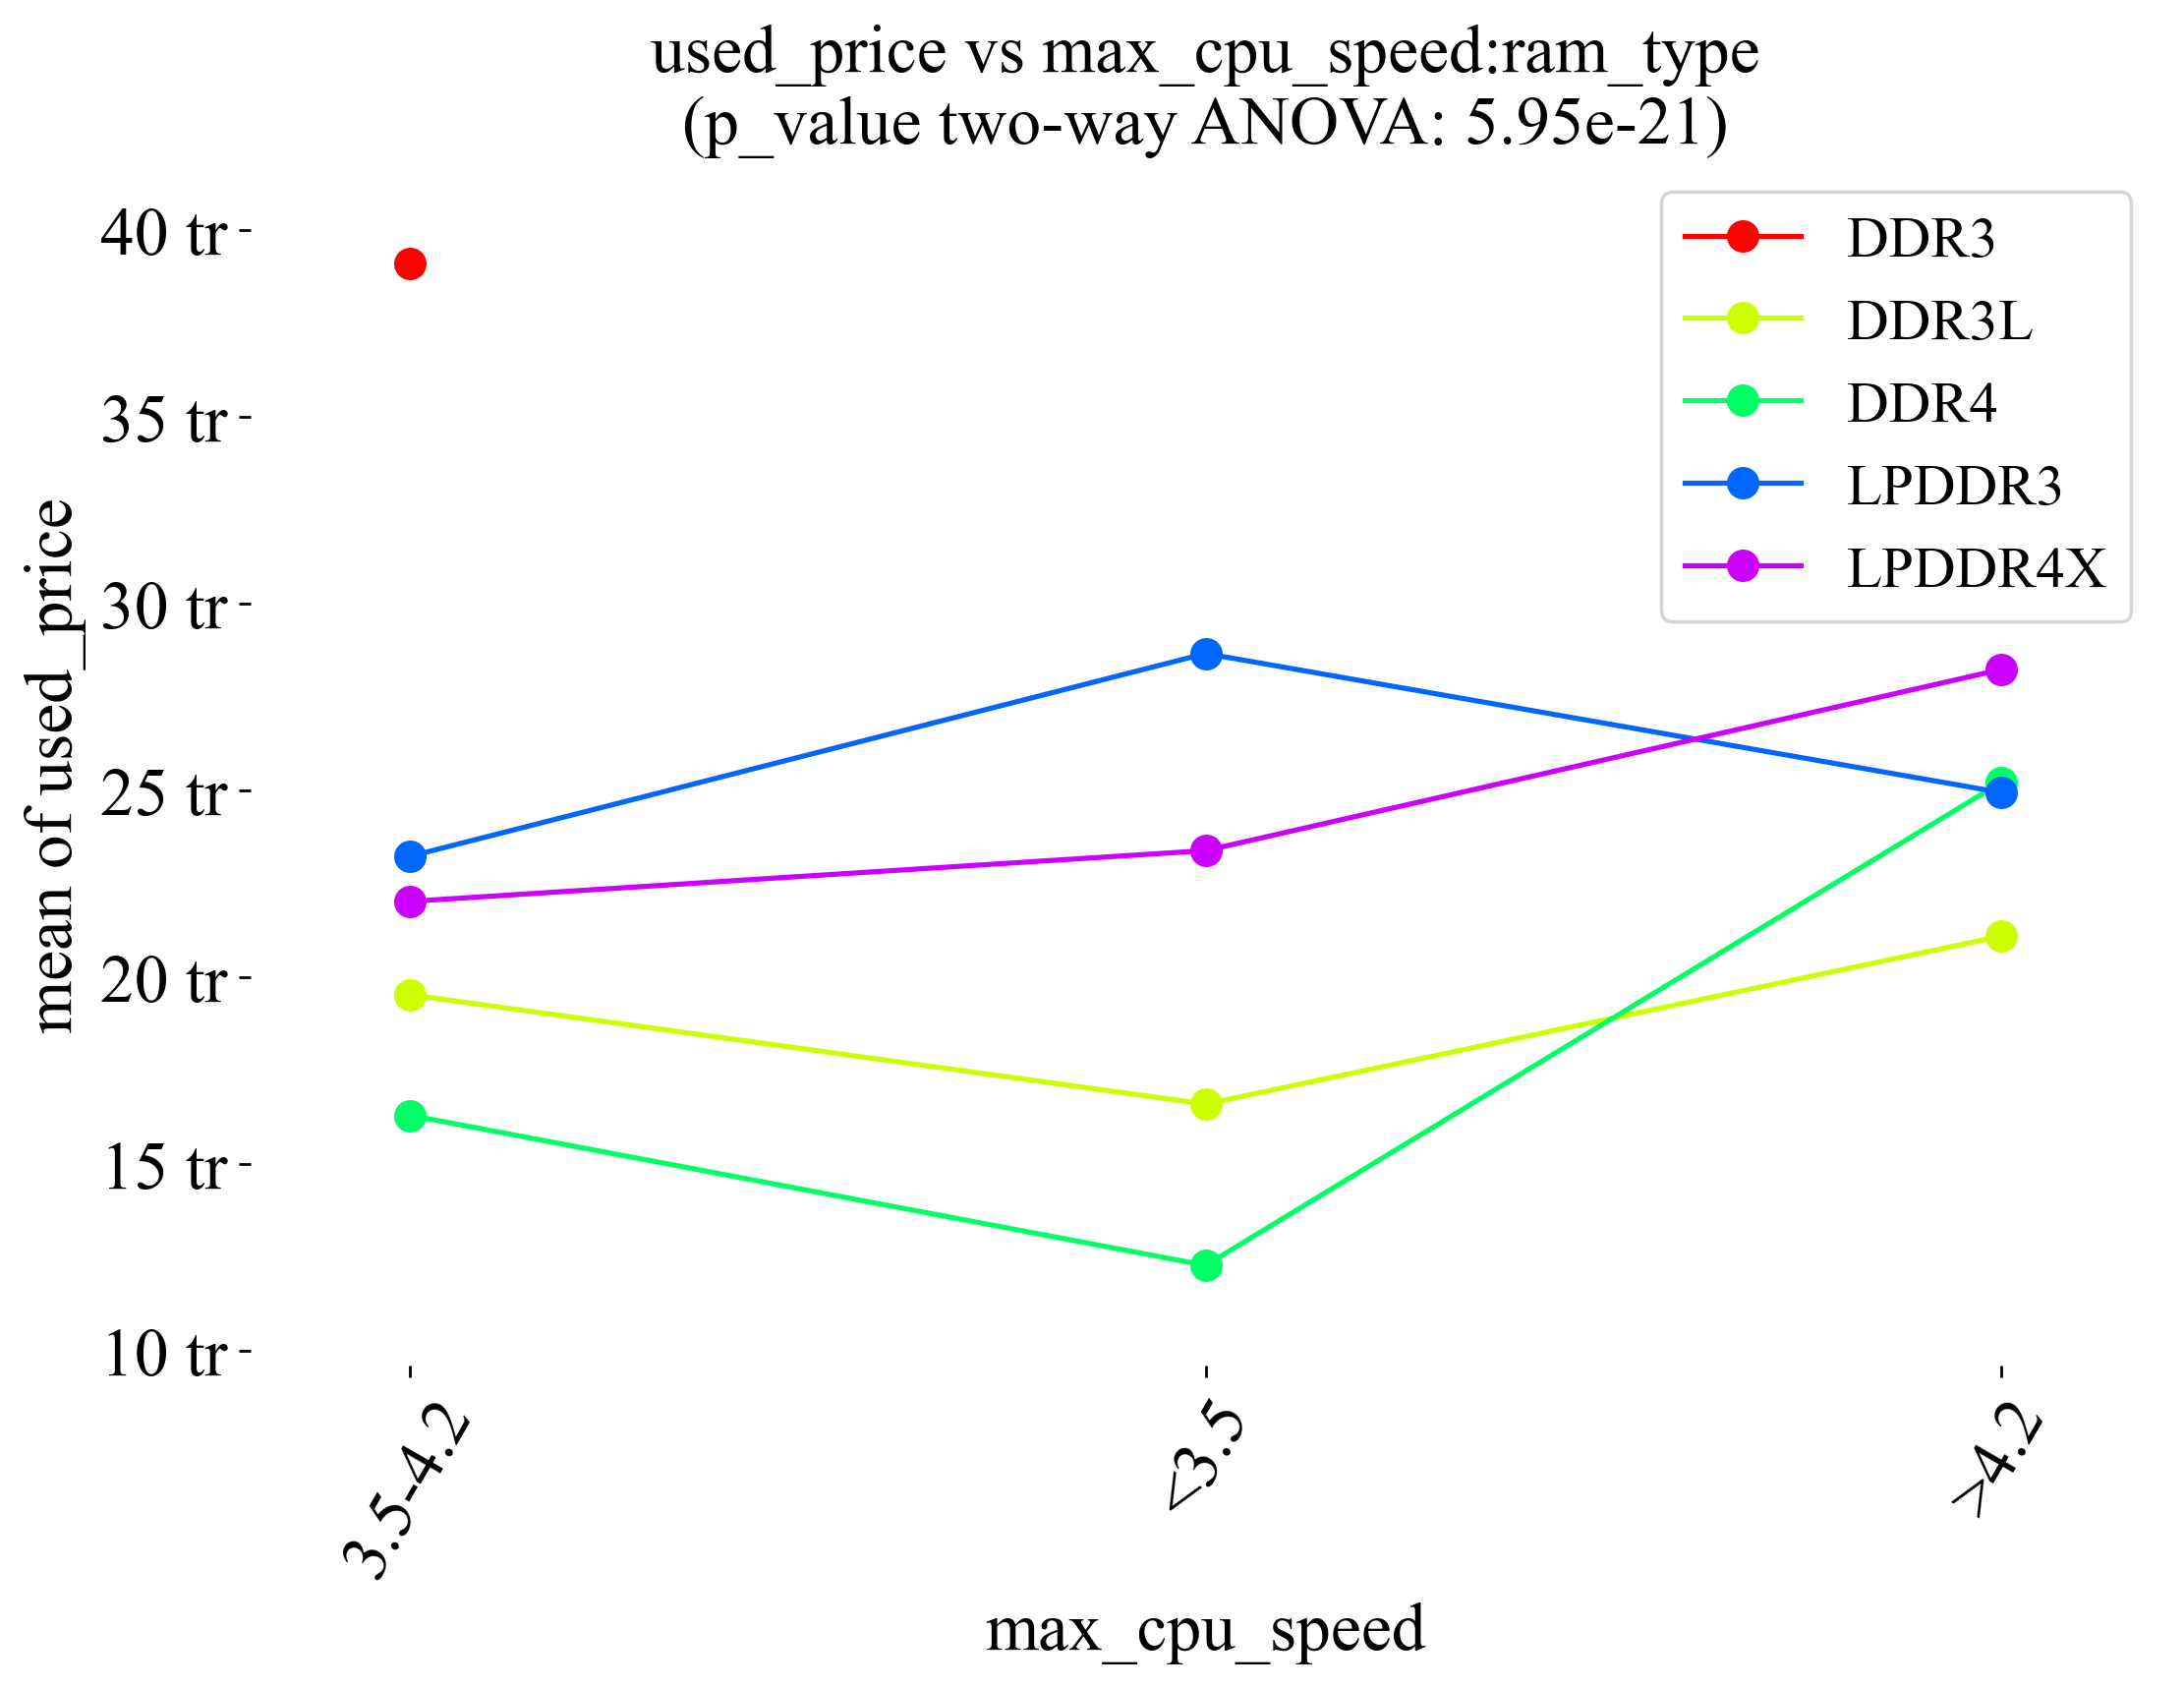 used_price vs max_cpu_speed:ram_type
(p_value two-way ANOVA: 5.95e-21)
40 tr
35 tr
30 tr
25 tr
20 tr
15 tr
10 tr
mean of used_price
DDR3
DDR3L
DDR4
LPDDR3
LPDDR4X
3.5-4.2
<3.5
>4.2
max_cpu_speed